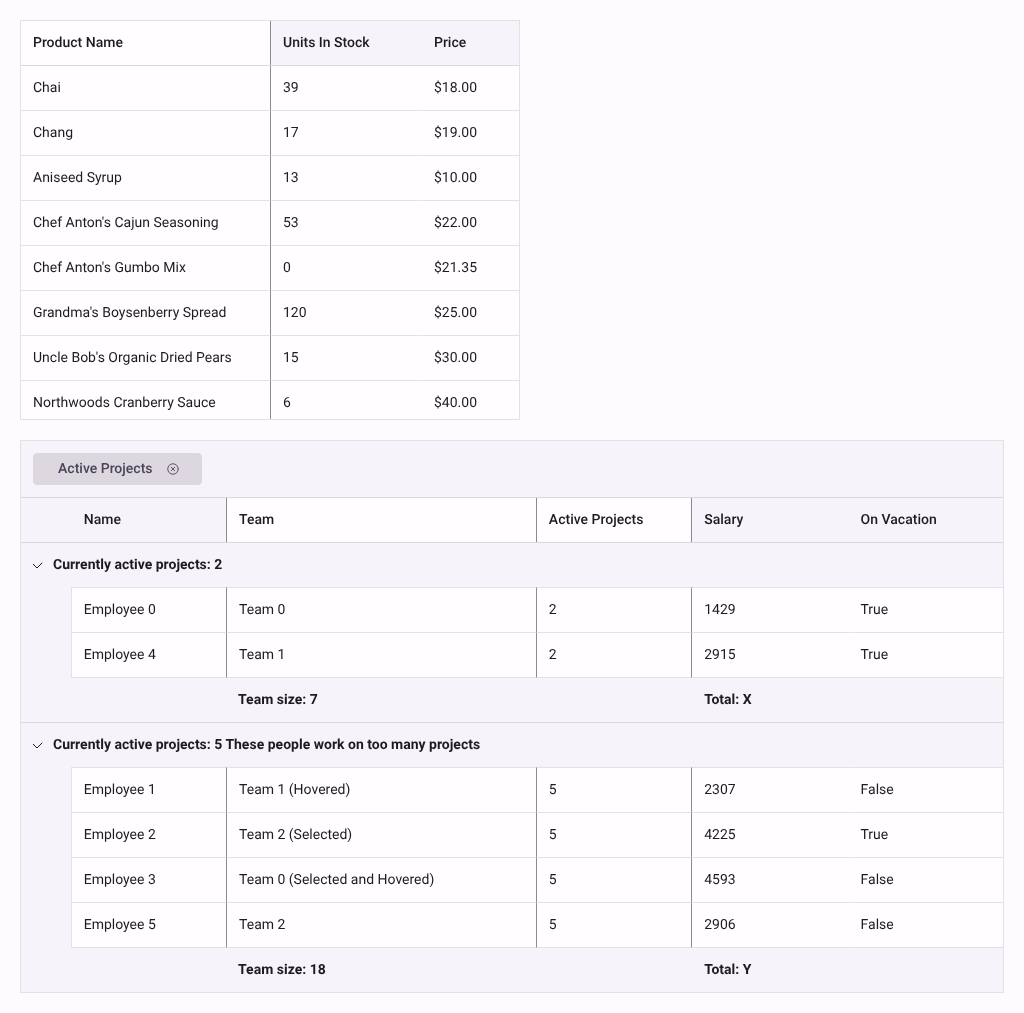 Product Name Units In Stock Price
Chai 39 $18.00
Chang 17 $19.00
Aniseed Syrup 13 $10.00
Chef Anton's Cajun Seasoning 53 $22.00
Chef Anton's Gumbo Mix 0 $21.35
Grandma's Boysenberry Spread 120 $25.00
Uncle Bob's Organic Dried Pears 15 $30.00
Northwoods Cranberry Sauce 6 $40.00
Active Projects
Name Team Active Projects Salary On Vacation
Currently active projects: 2
Employee 0 Team 0 2 1429 True
Employee 4 Team 1 2 2915 True
Team size: 7 Total: X
Currently active projects: 5 These people work on too many projects
Employee 1 Team 1 (Hovered) 5 2307 False
Employee 2 Team 2 (Selected) 5 4225 True
Employee 3 Team 0 (Selected and Hovered) 5 4593 False
Employee 5 Team 2 5 2906 False
Team size: 18 Total: Y